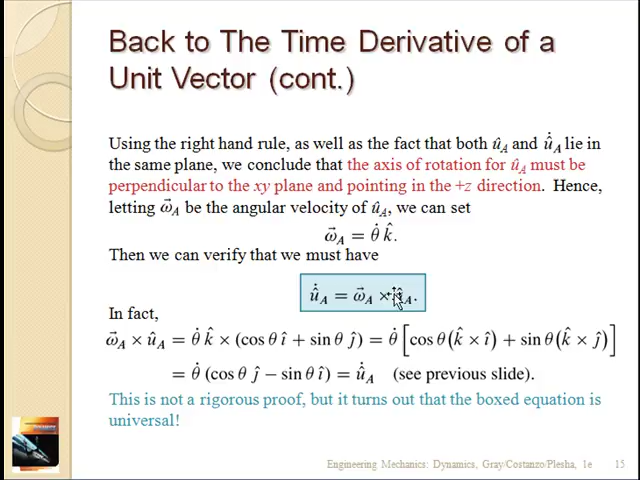 Back to The Time Derivative of a
Unit Vector (cont.)
Using the right hand rule, as well as the fact that both û_A and û̇_A lie in
the same plane, we conclude that the axis of rotation for û_A must be
perpendicular to the xy plane and pointing in the +z direction. Hence,
letting ω⃗_A be the angular velocity of û_A, we can set
ω⃗_A = θ̇ k̂.
Then we can verify that we must have
û̇_A = ω⃗_A × û_A.
In fact,
ω⃗_A × û_A = θ̇ k̂ × (cos θ î + sin θ ĵ) = θ̇ [cos θ(k̂ × î) + sin θ(k̂ × ĵ)]
= θ̇ (cos θ ĵ − sin θ î) = û̇_A (see previous slide).
This is not a rigorous proof, but it turns out that the boxed equation is
universal!
Engineering Mechanics: Dynamics, Gray/Costanzo/Plesha, 1e 15